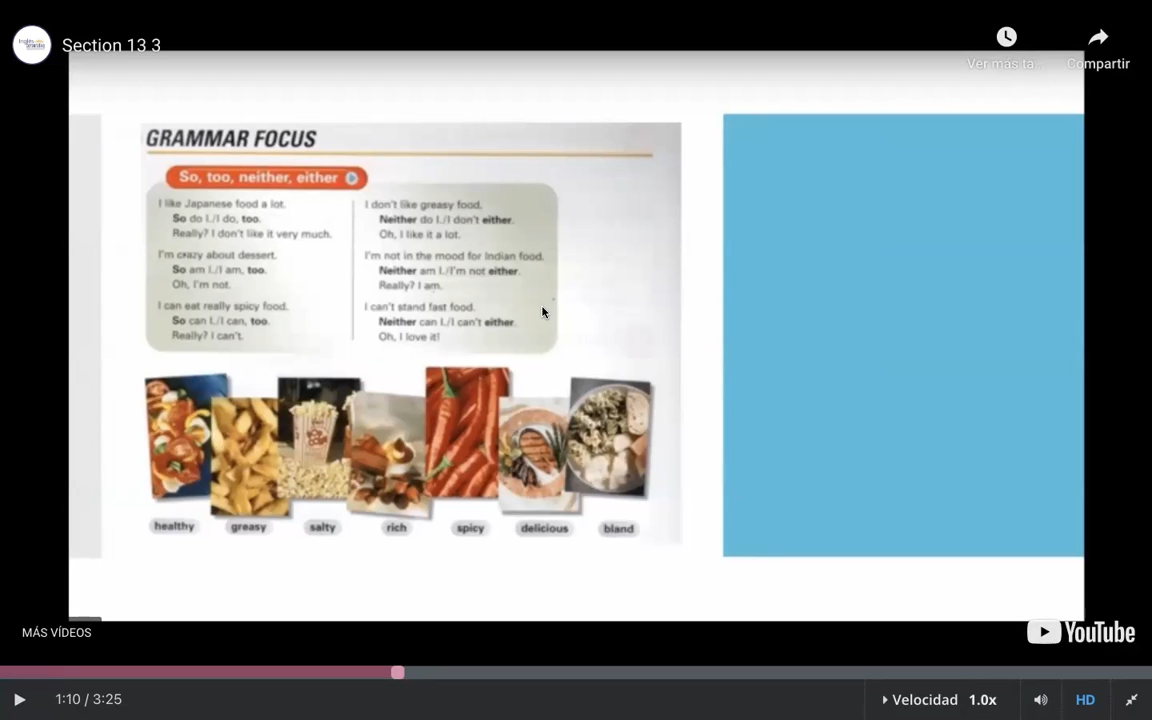 Section 13 3
Ver más ta...
Compartir
GRAMMAR FOCUS
So, too, neither, either
I like Japanese food a lot.
So do I./I do, too.
Really? I don't like it very much.
I'm crazy about dessert.
So am I./I am, too.
Oh, I'm not.
I can eat really spicy food.
So can I./I can, too.
Really? I can't.
I don't like greasy food.
Neither do I./I don't either.
Oh, I like it a lot.
I'm not in the mood for Indian food.
Neither am I./I'm not either.
Really? I am.
I can't stand fast food.
Neither can I./I can't either.
Oh, I love it!
POP CORN
healthy
greasy
salty
rich
spicy
delicious
bland
MÁS VÍDEOS
YouTube
1:10 / 3:25
Velocidad 1.0x
HD